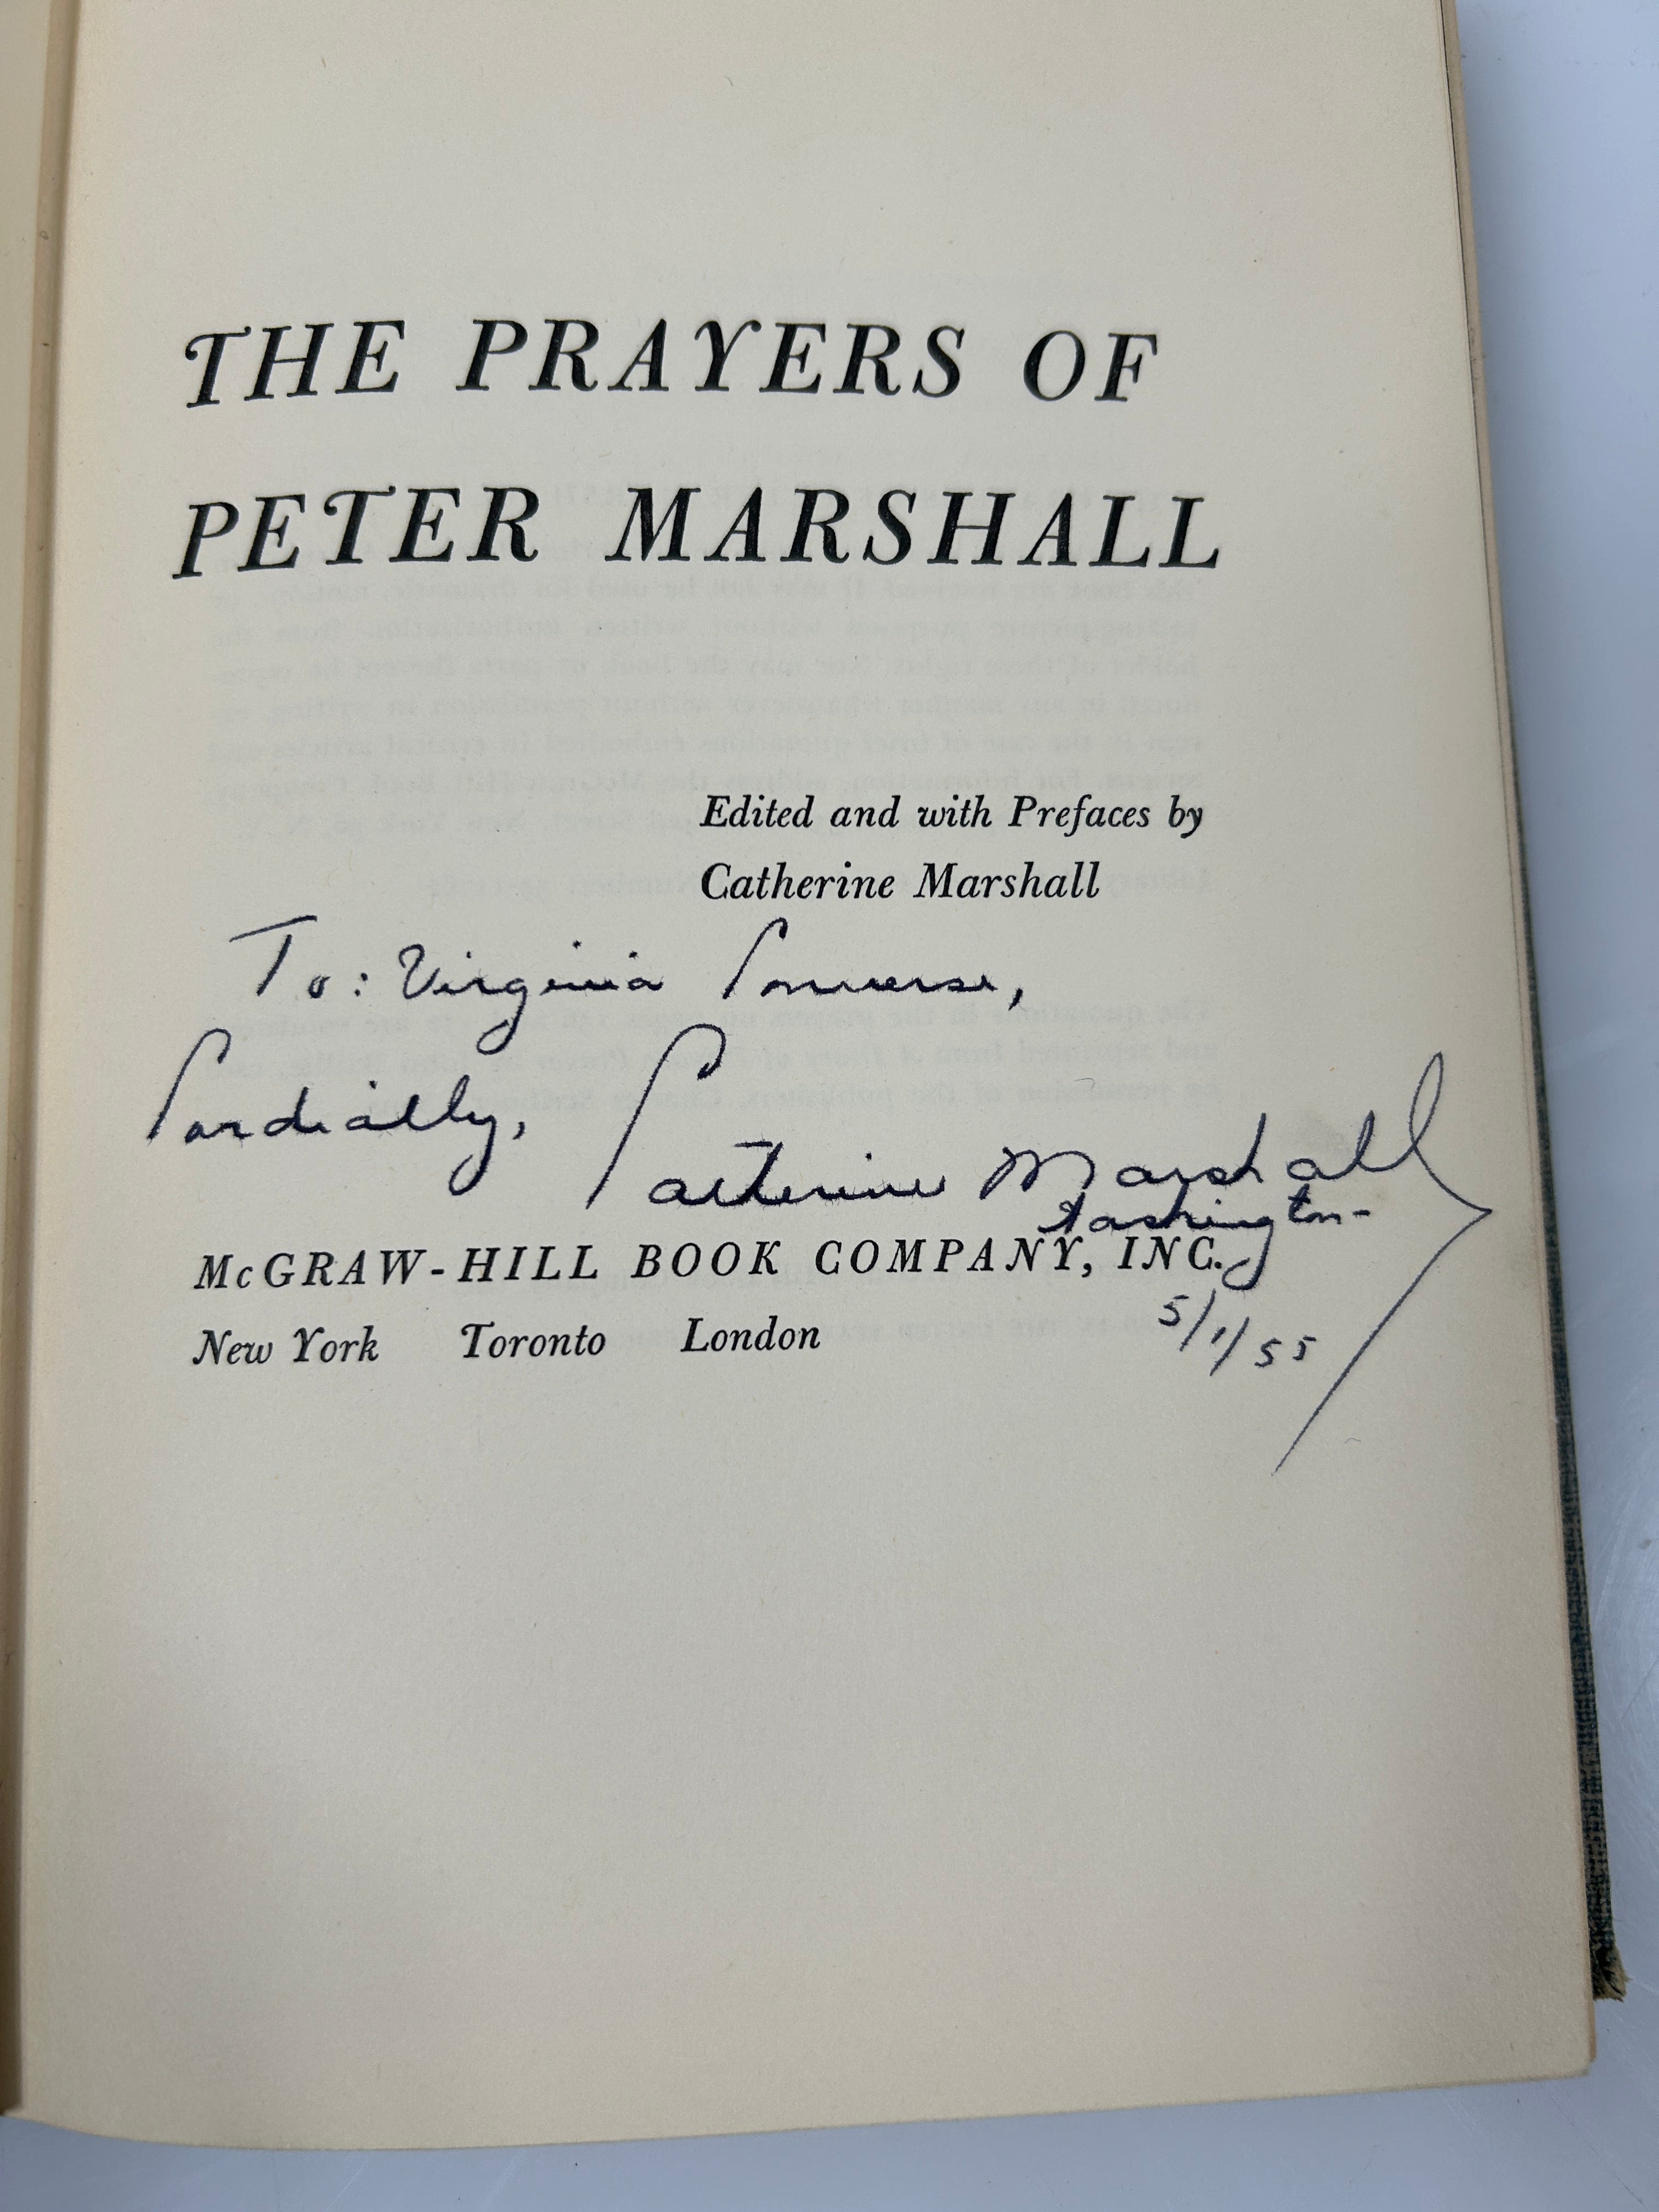 THE PRAYERS OF
PETER MARSHALL
Edited and with Prefaces by
Catherine Marshall
To: Virginia Converse,
Cordially,
Catherine Marshall
Washington-
McGRAW-HILL BOOK COMPANY, INC.
New York Toronto London
5/1/55